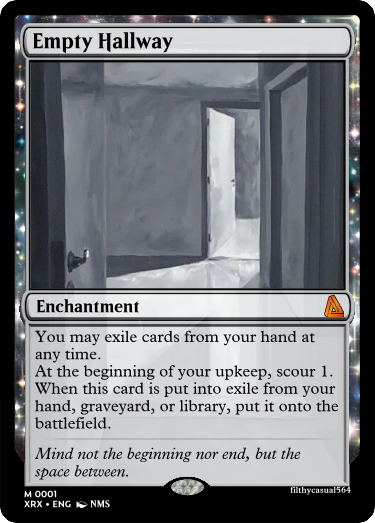 Empty Hallway
Enchantment
You may exile cards from your hand at
any time.
At the beginning of your upkeep, scour 1.
When this card is put into exile from your
hand, graveyard, or library, put it onto the
battlefield.
Mind not the beginning nor end, but the
space between.
M 0001
XRX • ENG NMS
filthycasual564